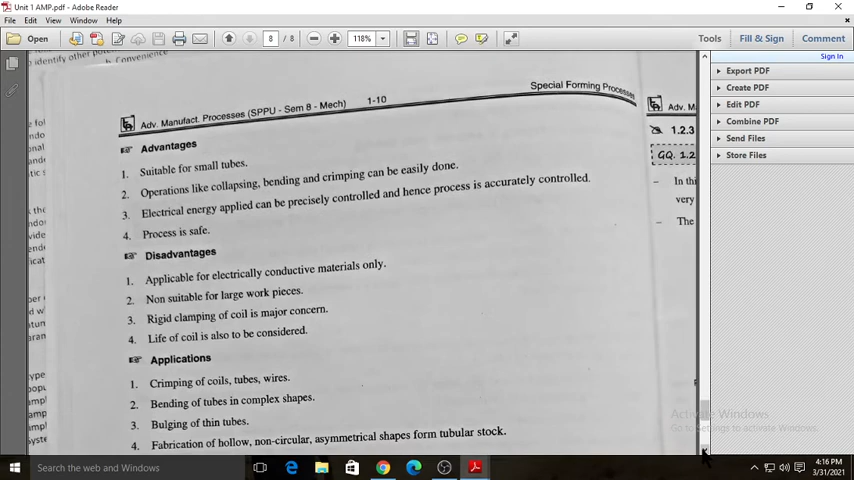 Unit 1 AMP.pdf - Adobe Reader
File Edit View Window Help
Open 8 / 8 118% Tools Fill & Sign Comment
Sign In
Export PDF
Create PDF
Edit PDF
Combine PDF
Send Files
Store Files
b. Convenience
Adv. Manufact. Processes (SPPU - Sem 8 - Mech) 1-10 Special Forming Processes
Advantages
1. Suitable for small tubes.
2. Operations like collapsing, bending and crimping can be easily done.
3. Electrical energy applied can be precisely controlled and hence process is accurately controlled.
4. Process is safe.
Disadvantages
1. Applicable for electrically conductive materials only.
2. Non suitable for large work pieces.
3. Rigid clamping of coil is major concern.
4. Life of coil is also to be considered.
Applications
1. Crimping of coils, tubes, wires.
2. Bending of tubes in complex shapes.
3. Bulging of thin tubes.
4. Fabrication of hollow, non-circular, asymmetrical shapes form tubular stock.
Adv. M
1.2.3
GQ. 1.2
– In thi
very
– The
Activate Windows
Go to Settings to activate Windows.
Search the web and Windows
4:16 PM
3/31/2021